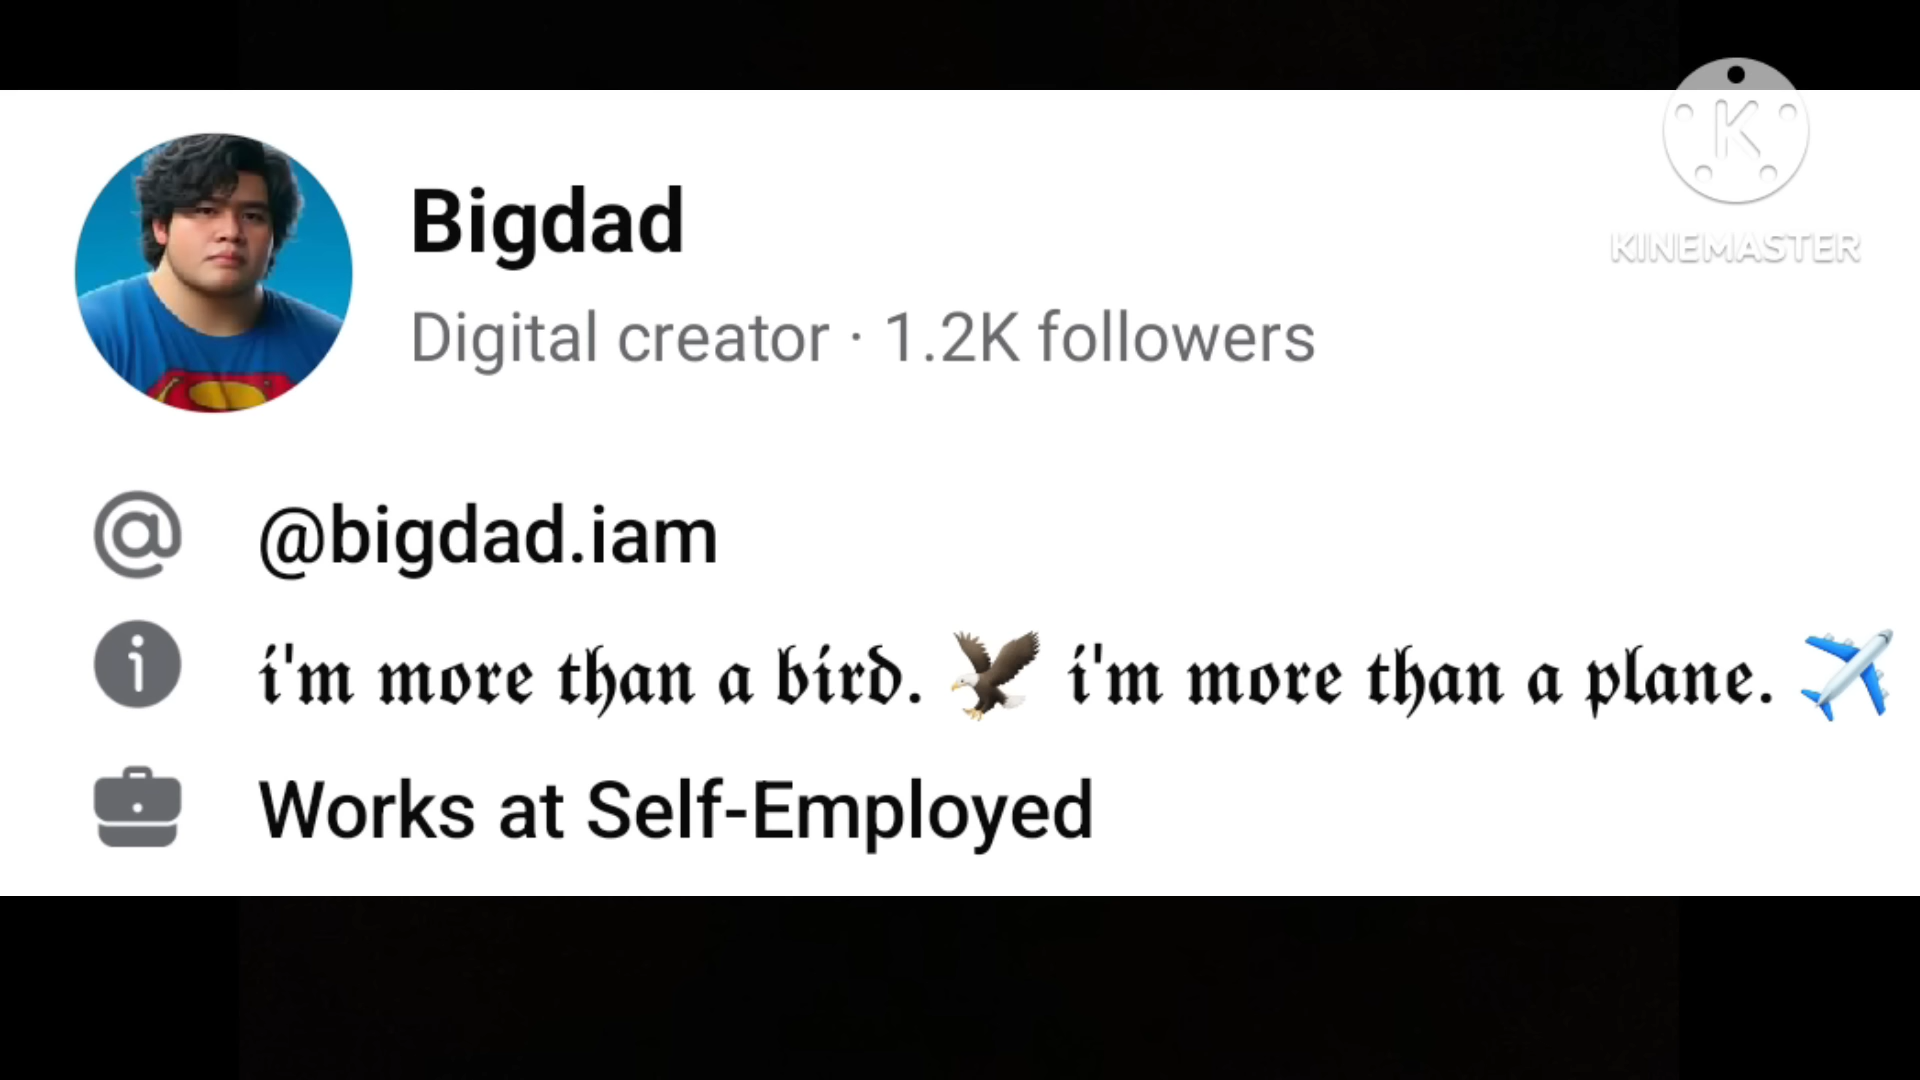 Bigdad
Digital creator · 1.2K followers
@bigdad.iam
i'm more than a bird. 🦅 i'm more than a plane. ✈️
Works at Self-Employed
K
KINEMASTER